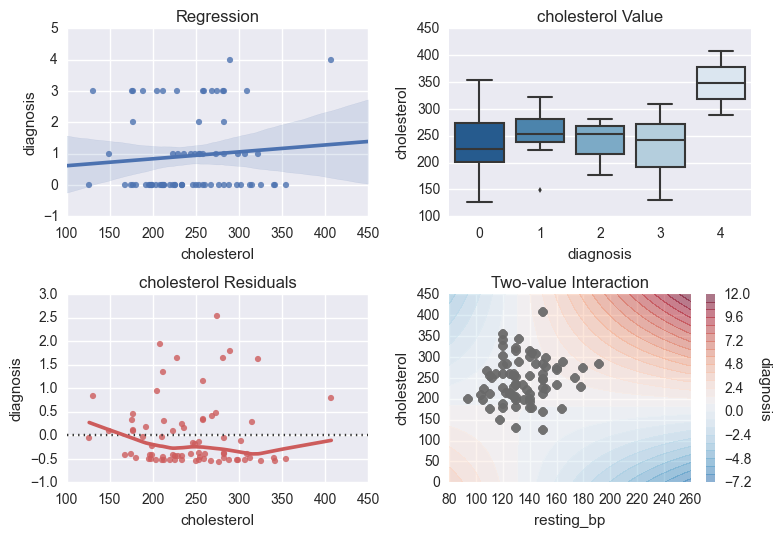 Regression
5
4
3
2
1
0
−1
diagnosis
100 150 200 250 300 350 400 450
cholesterol
cholesterol Value
450
400
350
300
250
200
150
100
cholesterol
0 1 2 3 4
diagnosis
cholesterol Residuals
3.0
2.5
2.0
1.5
1.0
0.5
0.0
−0.5
−1.0
diagnosis
100 150 200 250 300 350 400 450
cholesterol
Two-value Interaction
450
400
350
300
250
200
150
100
50
0
cholesterol
80 100 120 140 160 180 200 220 240 260
resting_bp
12.0
9.6
7.2
4.8
2.4
0.0
−2.4
−4.8
−7.2
diagnosis